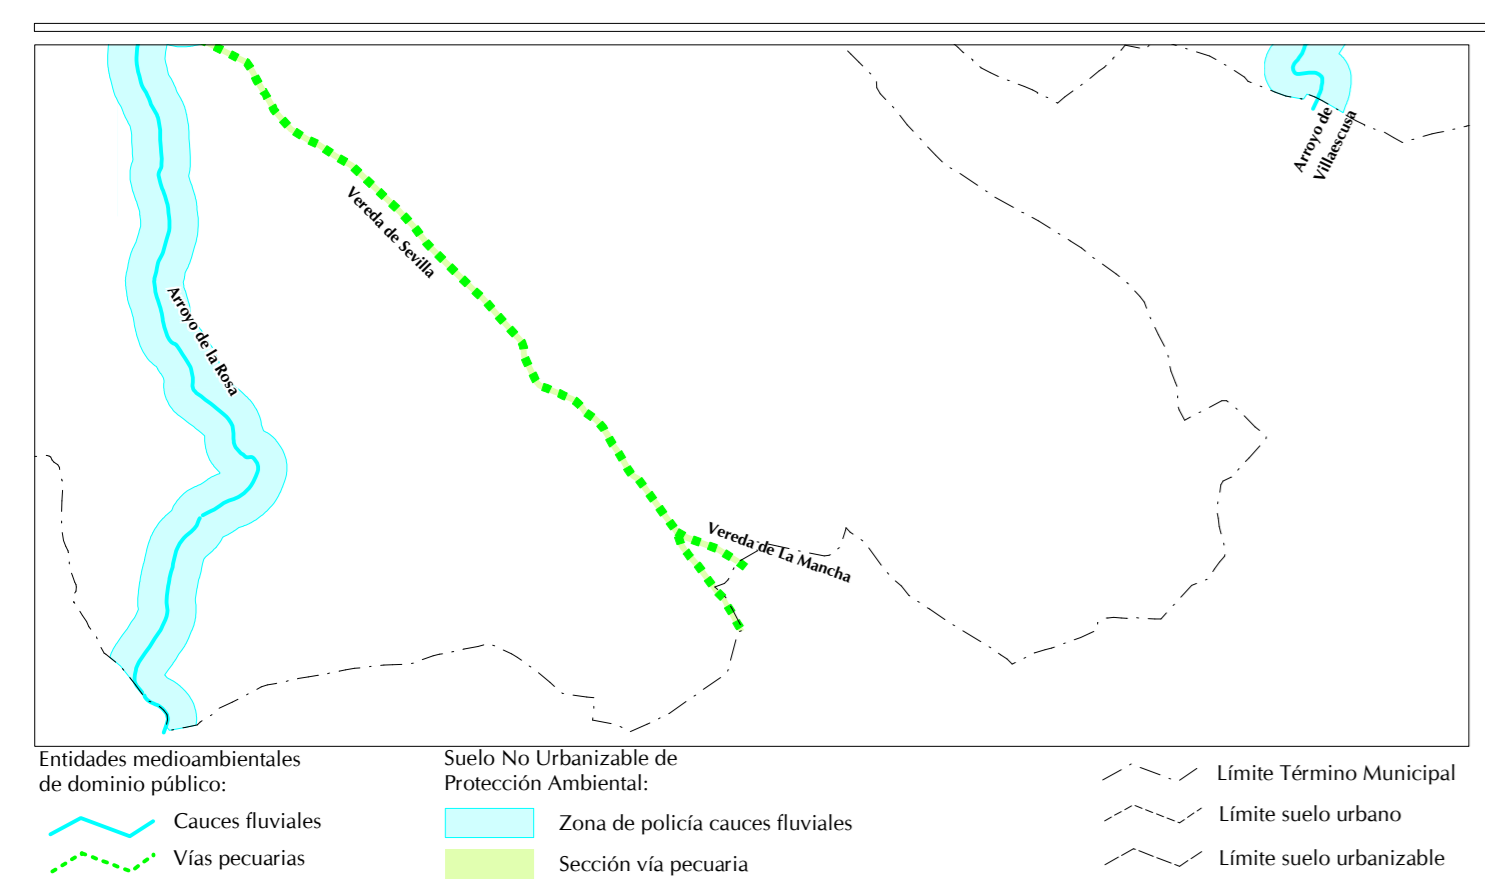 Arroyo de
Villaescusa
Vereda de Sevilla
Arroyo de la Rosa
Vereda de La Mancha
Entidades medioambientales
de dominio público:
Cauces fluviales
Vías pecuarias
Suelo No Urbanizable de
Protección Ambiental:
Zona de policía cauces fluviales
Sección vía pecuaria
Límite Término Municipal
Límite suelo urbano
Límite suelo urbanizable